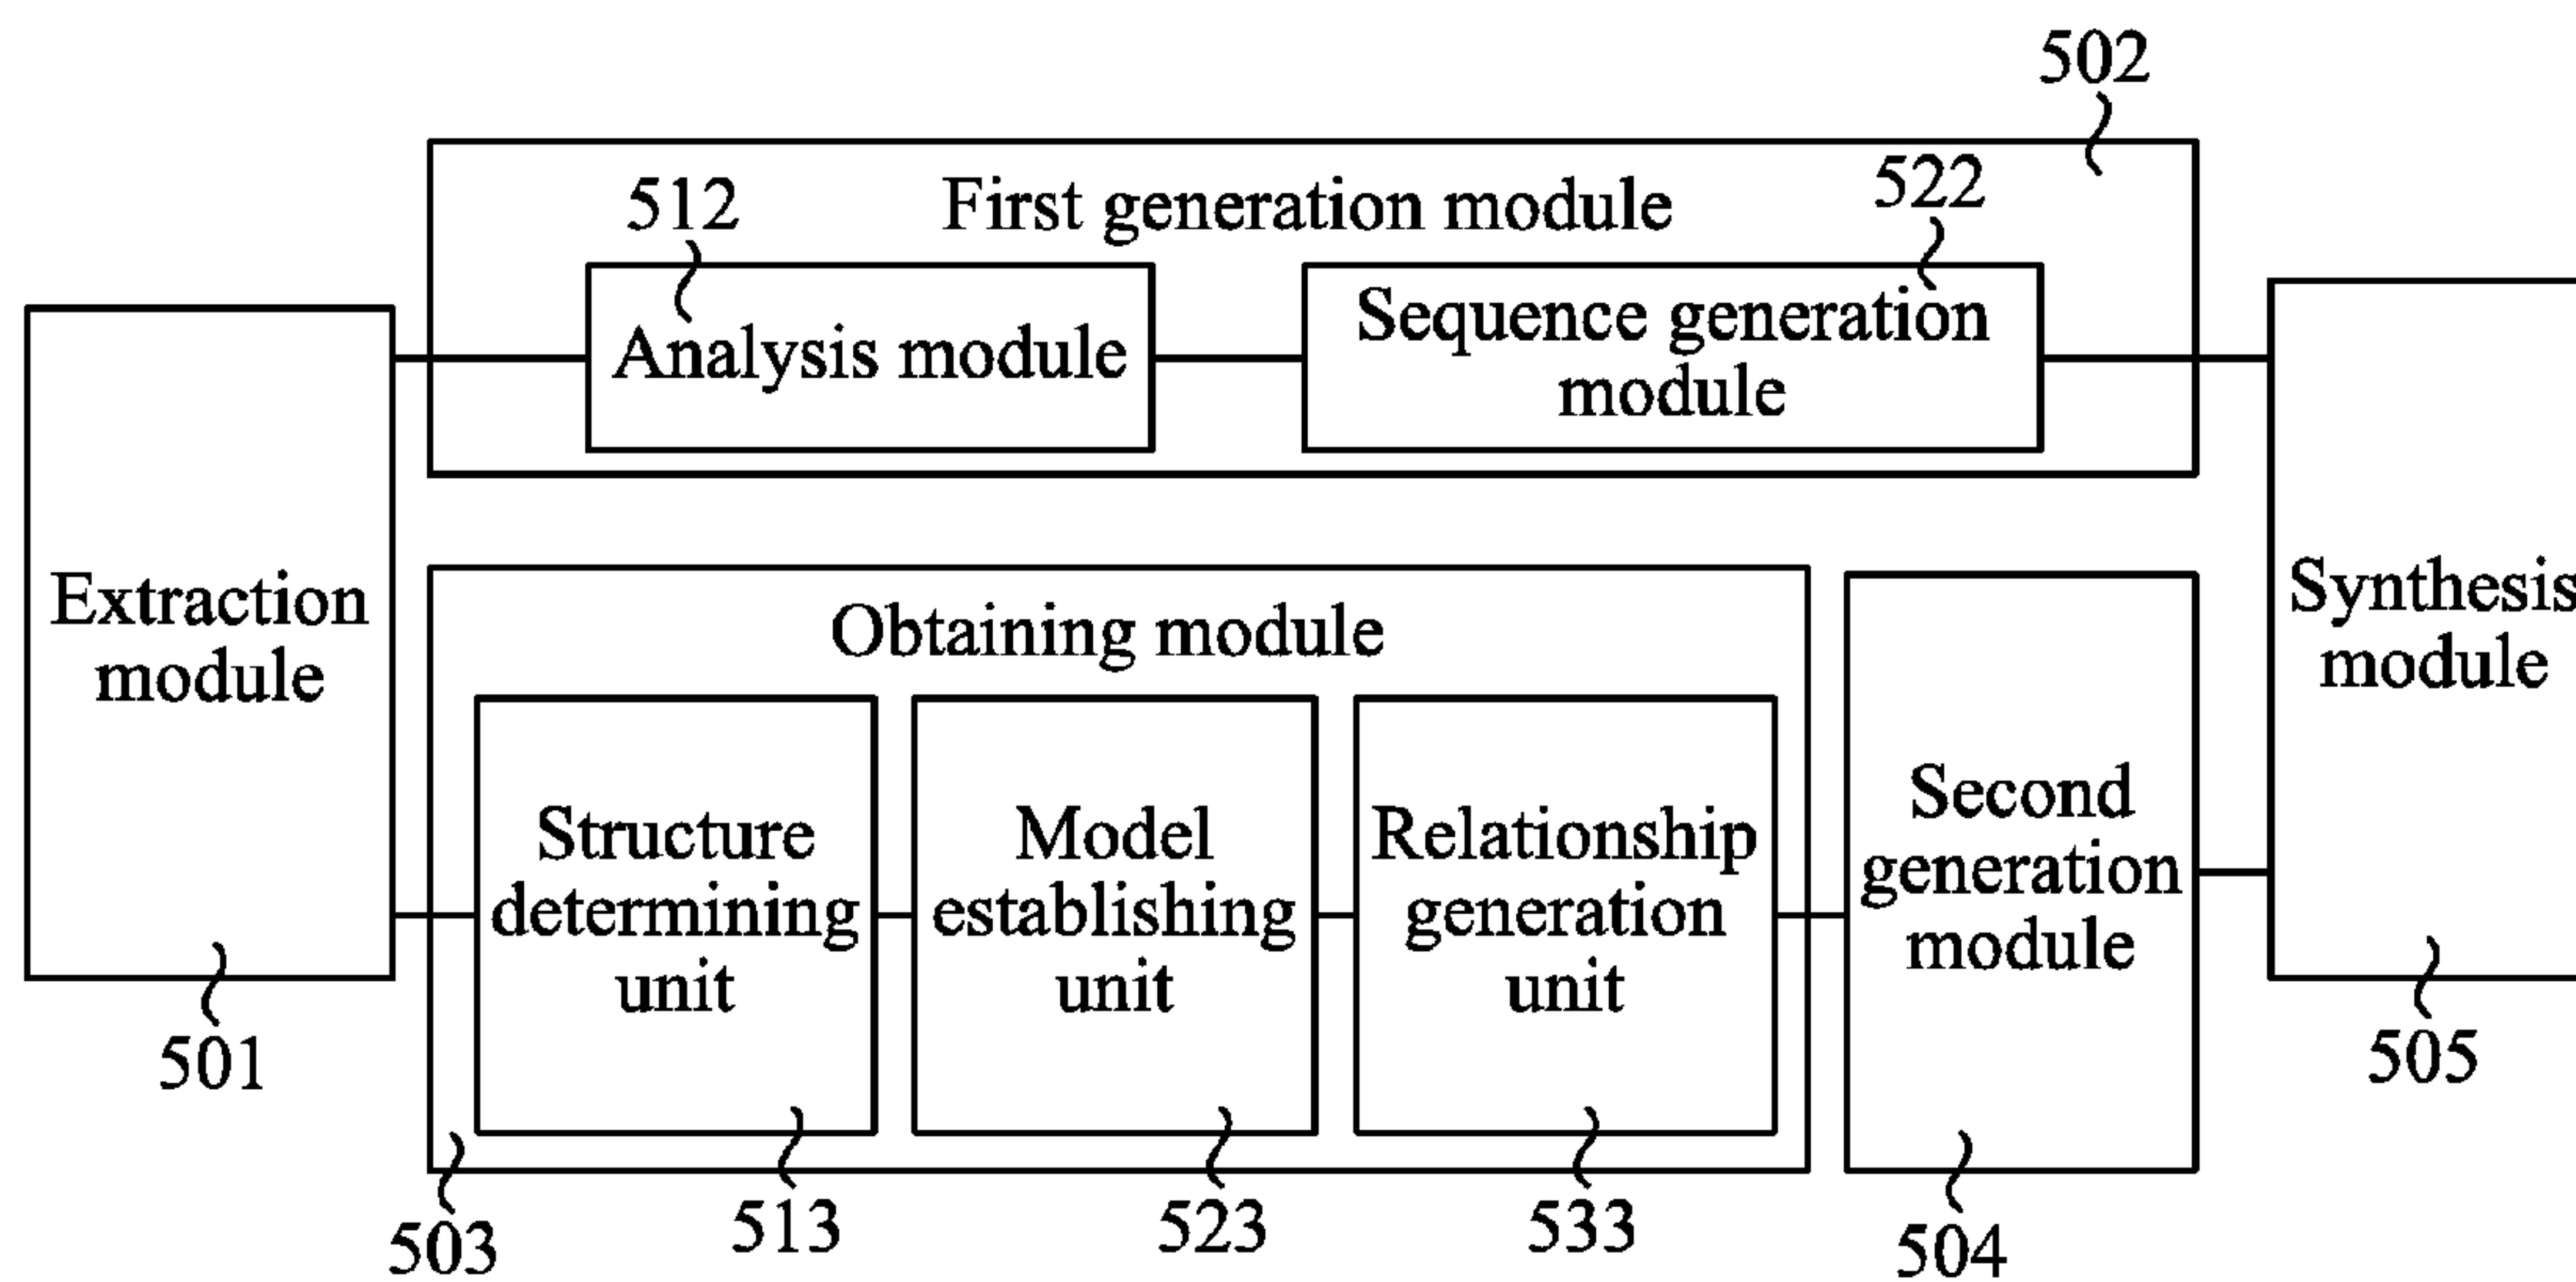 502
First generation module
512
522
Analysis module
Sequence generation
module
Extraction
module
501
Obtaining module
503
Structure
determining
unit
513
Model
establishing
unit
523
Relationship
generation
unit
533
Second
generation
module
504
Synthesis
module
505